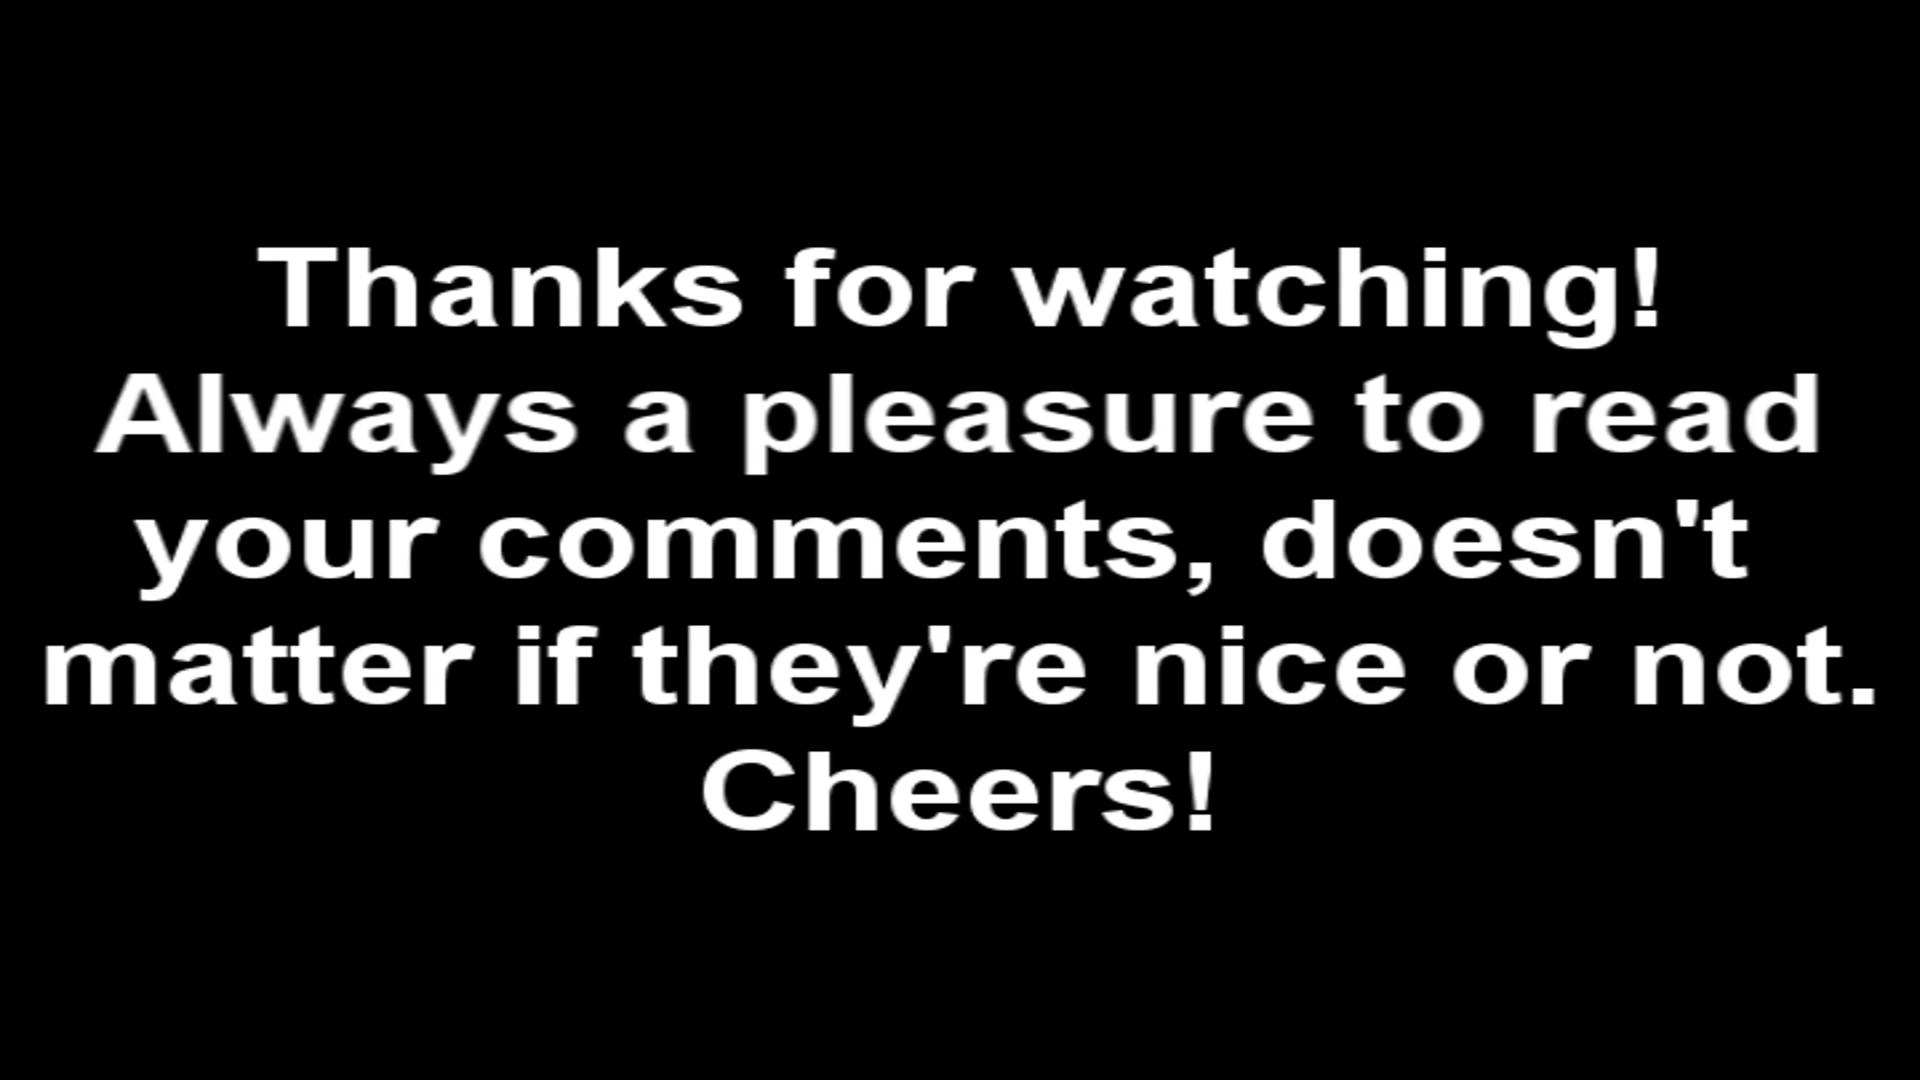 Thanks for watching!
Always a pleasure to read
your comments, doesn't
matter if they're nice or not.
Cheers!